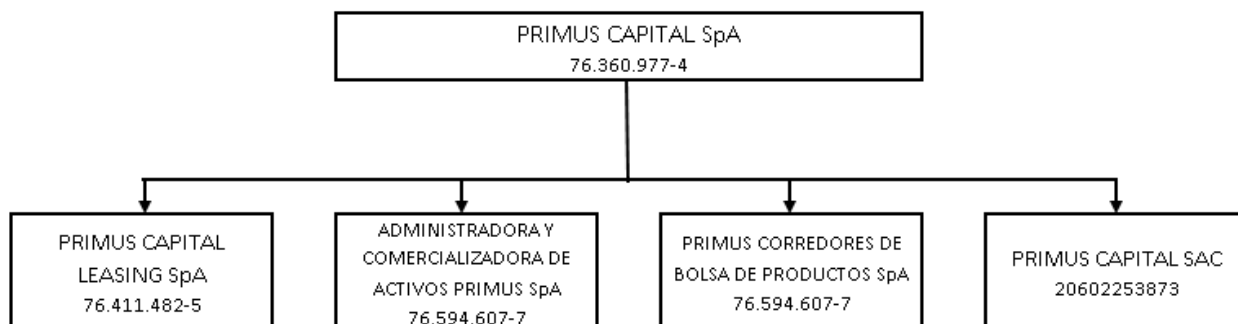 PRIMUS CAPITAL SpA
76.360.977-4
PRIMUS CAPITAL
LEASING SpA
76.411.482-5
ADMINISTRADORA Y
COMERCIALIZADORA DE
ACTIVOS PRIMUS SpA
76.594.607-7
PRIMUS CORREDORES DE
BOLSA DE PRODUCTOS SpA
76.594.607-7
PRIMUS CAPITAL SAC
20602253873